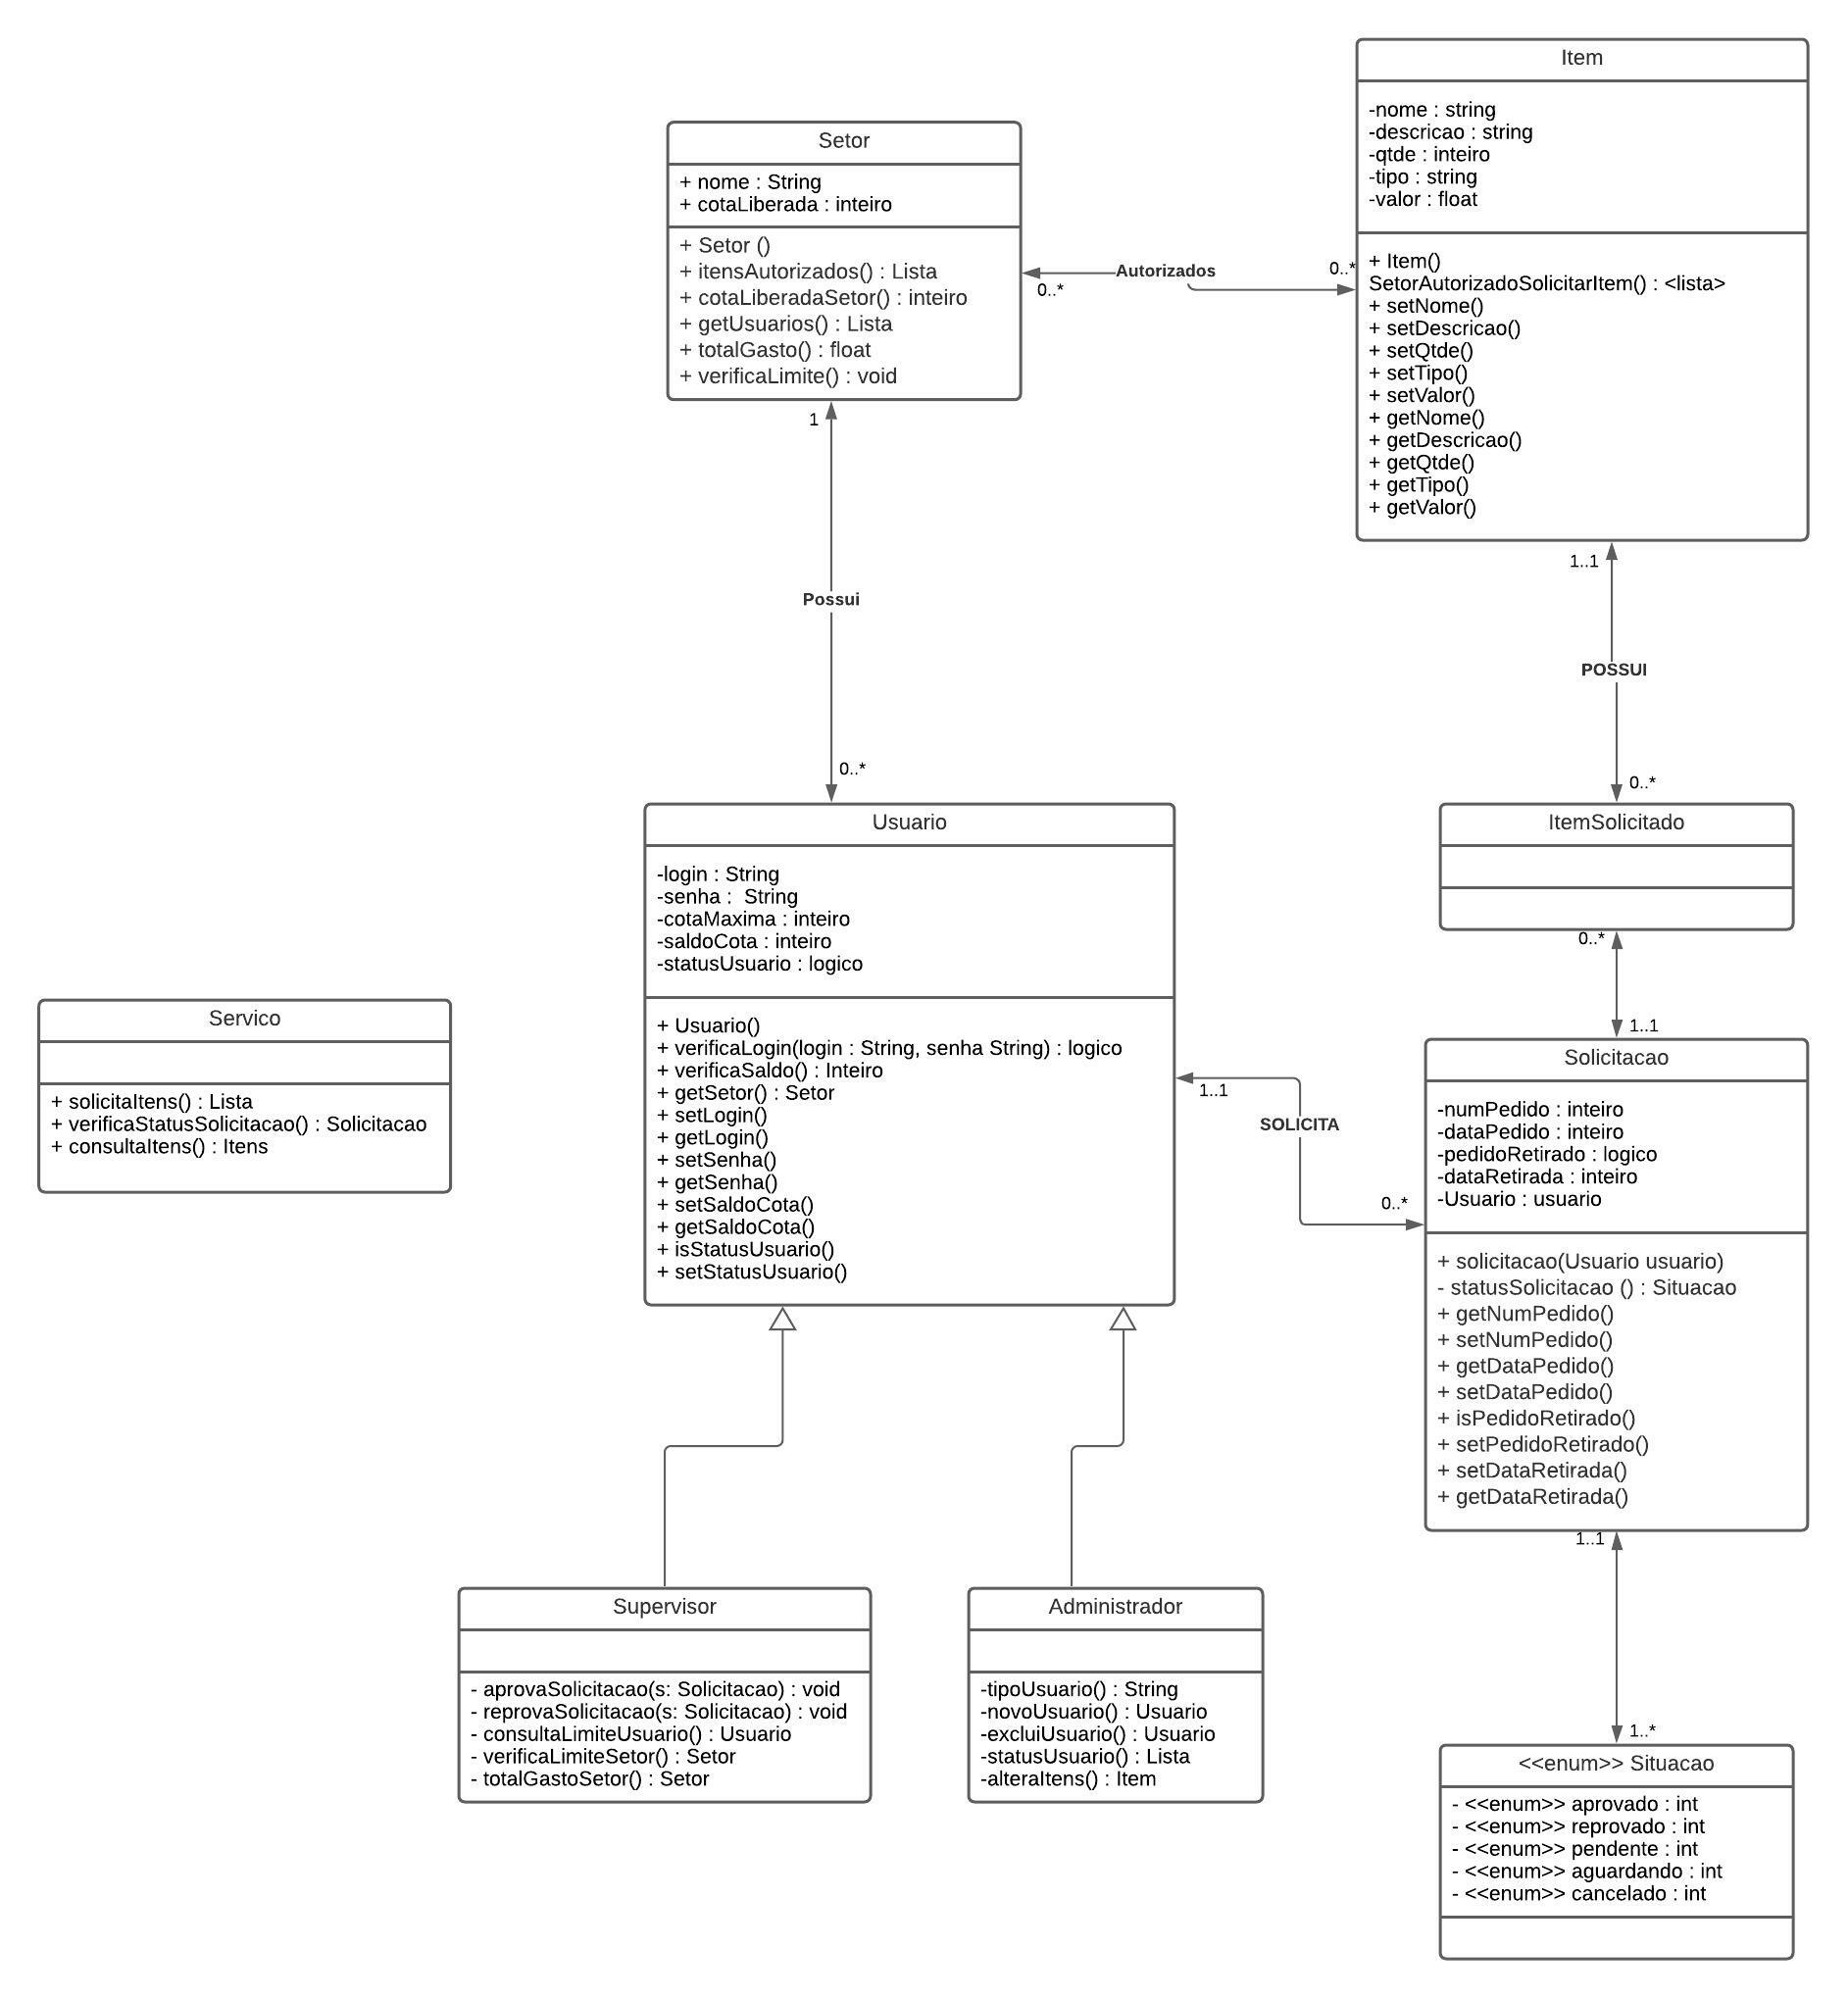 Item
-nome : string
-descricao : string
-qtde : inteiro
-tipo : string
-valor : float
+ Item()
SetorAutorizadoSolicitarItem() : <lista>
+ setNome()
+ setDescricao()
+ setQtde()
+ setTipo()
+ setValor()
+ getNome()
+ getDescricao()
+ getQtde()
+ getTipo()
+ getValor()
Setor
+ nome : String
+ cotaLiberada : inteiro
+ Setor ()
+ itensAutorizados() : Lista
+ cotaLiberadaSetor() : inteiro
+ getUsuarios() : Lista
+ totalGasto() : float
+ verificaLimite() : void
Autorizados
0..*
0..*
1
Possui
0..*
1..1
POSSUI
0..*
Usuario
-login : String
-senha :  String
-cotaMaxima : inteiro
-saldoCota : inteiro
-statusUsuario : logico
+ Usuario()
+ verificaLogin(login : String, senha String) : logico
+ verificaSaldo() : Inteiro
+ getSetor() : Setor
+ setLogin()
+ getLogin()
+ setSenha()
+ getSenha()
+ setSaldoCota()
+ getSaldoCota()
+ isStatusUsuario()
+ setStatusUsuario()
ItemSolicitado
0..*
1..1
Servico
+ solicitaItens() : Lista
+ verificaStatusSolicitacao() : Solicitacao
+ consultaItens() : Itens
1..1
SOLICITA
0..*
Solicitacao
-numPedido : inteiro
-dataPedido : inteiro
-pedidoRetirado : logico
-dataRetirada : inteiro
-Usuario : usuario
+ solicitacao(Usuario usuario)
- statusSolicitacao () : Situacao
+ getNumPedido()
+ setNumPedido()
+ getDataPedido()
+ setDataPedido()
+ isPedidoRetirado()
+ setPedidoRetirado()
+ setDataRetirada()
+ getDataRetirada()
1..1
1..*
Supervisor
- aprovaSolicitacao(s: Solicitacao) : void
- reprovaSolicitacao(s: Solicitacao) : void
- consultaLimiteUsuario() : Usuario
- verificaLimiteSetor() : Setor
- totalGastoSetor() : Setor
Administrador
-tipoUsuario() : String
-novoUsuario() : Usuario
-excluiUsuario() : Usuario
-statusUsuario() : Lista
-alteraItens() : Item
<<enum>> Situacao
- <<enum>> aprovado : int
- <<enum>> reprovado : int
- <<enum>> pendente : int
- <<enum>> aguardando : int
- <<enum>> cancelado : int